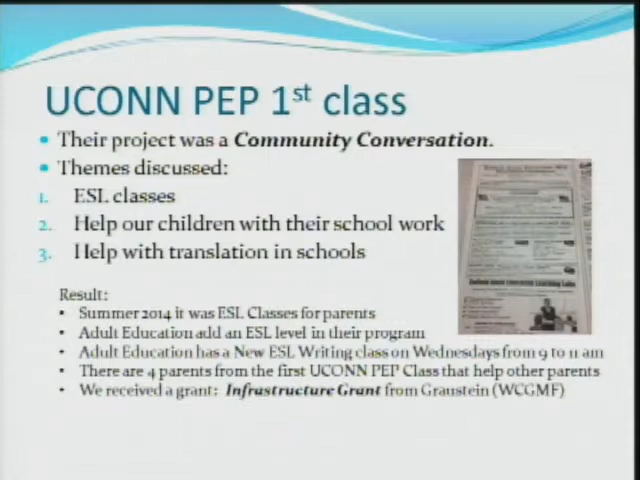 UCONN PEP 1st class
• Their project was a Community Conversation.
• Themes discussed:
1. ESL classes
2. Help our children with their school work
3. Help with translation in schools
Result:
• Summer 2014 it was ESL Classes for parents
• Adult Education add an ESL level in their program
• Adult Education has a New ESL Writing class on Wednesdays from 9 to 11 am
• There are 4 parents from the first UCONN PEP Class that help other parents
• We received a grant: Infrastructure Grant from Graustein (WCGMF)